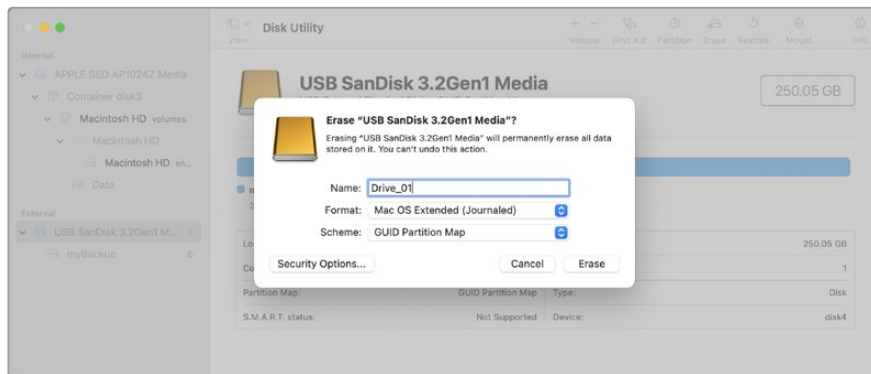 Disk Utility
View
Volume First Aid Partition Erase Restore Mount Info
Internal
APPLE SSD AP1024Z Media
Container disk3
Macintosh HD volumes
Macintosh HD
Macintosh HD sn...
Data
External
USB SanDisk 3.2Gen1 M...
myBackup
USB SanDisk 3.2Gen1 Media
250.05 GB
Erase “USB SanDisk 3.2Gen1 Media”?
Erasing “USB SanDisk 3.2Gen1 Media” will permanently erase all data
stored on it. You can’t undo this action.
Name: Drive_01
Format: Mac OS Extended (Journaled)
Scheme: GUID Partition Map
Security Options... Cancel Erase
250.05 GB
1
Partition Map: GUID Partition Map Type: Disk
S.M.A.R.T. status: Not Supported Device: disk4